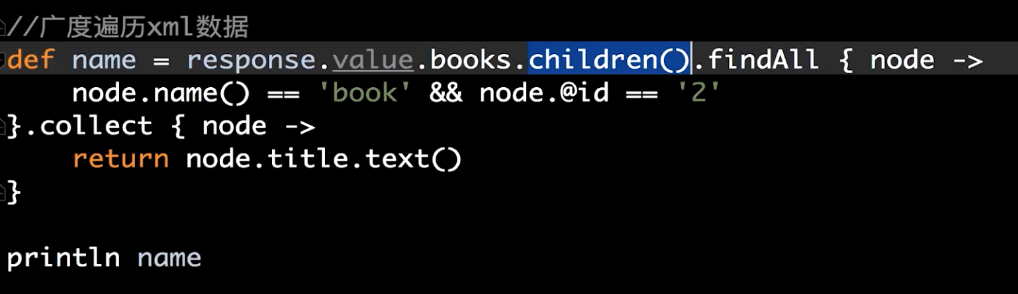 //广度遍历xml数据
def name = response.value.books.children().findAll { node ->
    node.name() == 'book' && node.@id == '2'
}.collect { node ->
    return node.title.text()
}
println name